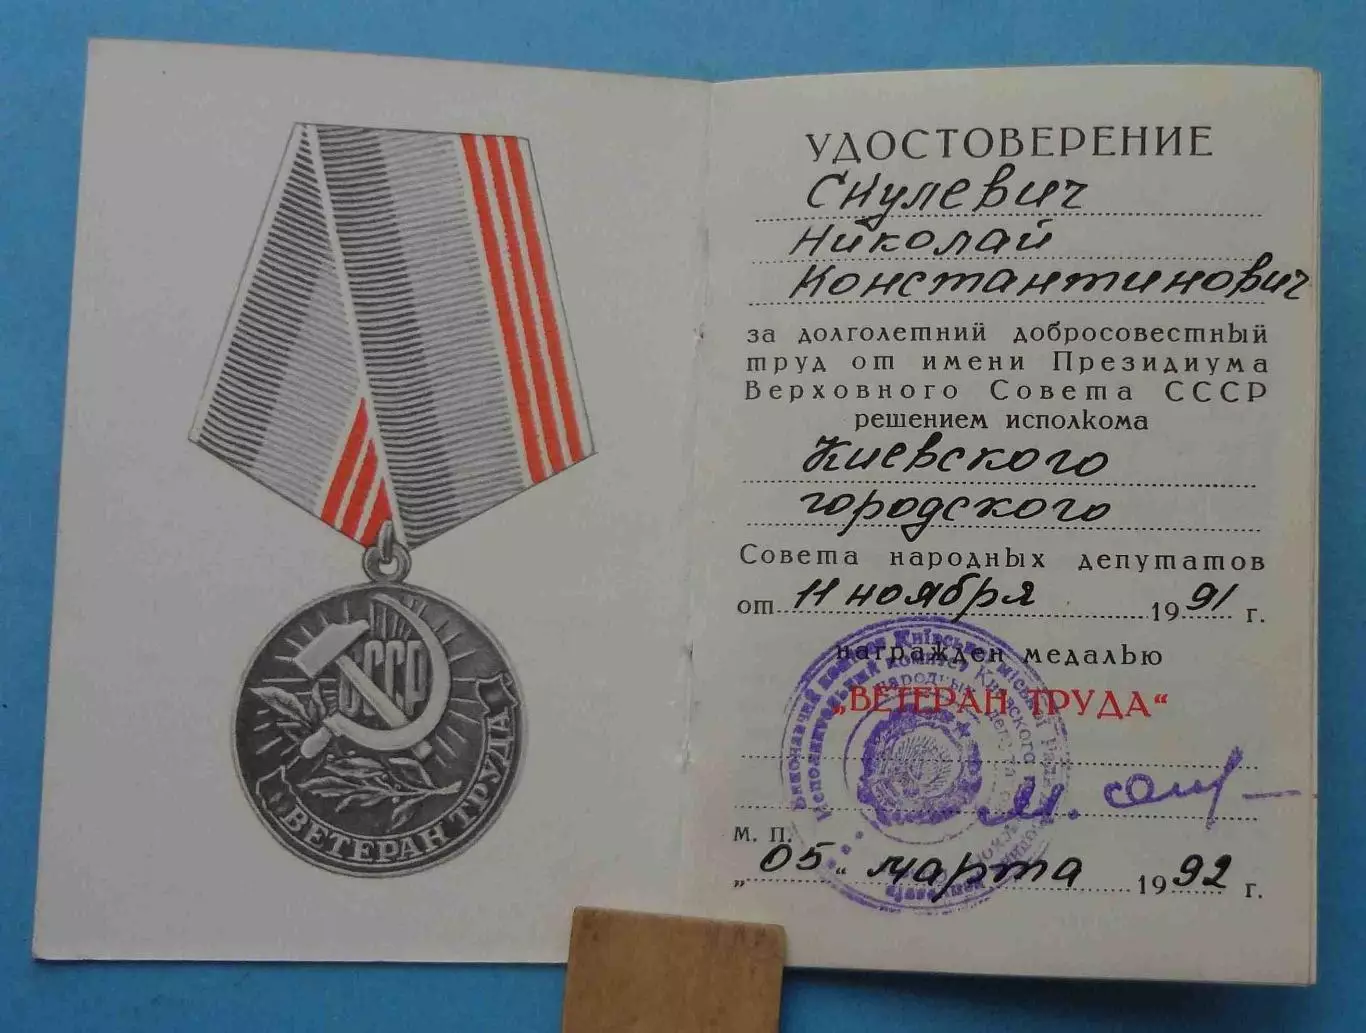 СССР
ВЕТЕРАН ТРУДА
УДОСТОВЕРЕНИЕ
Скулевич
Николай
Константинович
за долголетний добросовестный
труд от имени Президиума
Верховного Совета СССР
решением исполкома
Киевского
городского
Совета народных депутатов
от 11 ноября 1991 г.
награжден медалью
„ВЕТЕРАН ТРУДА“
М. П.
„05“ марта 1992 г.